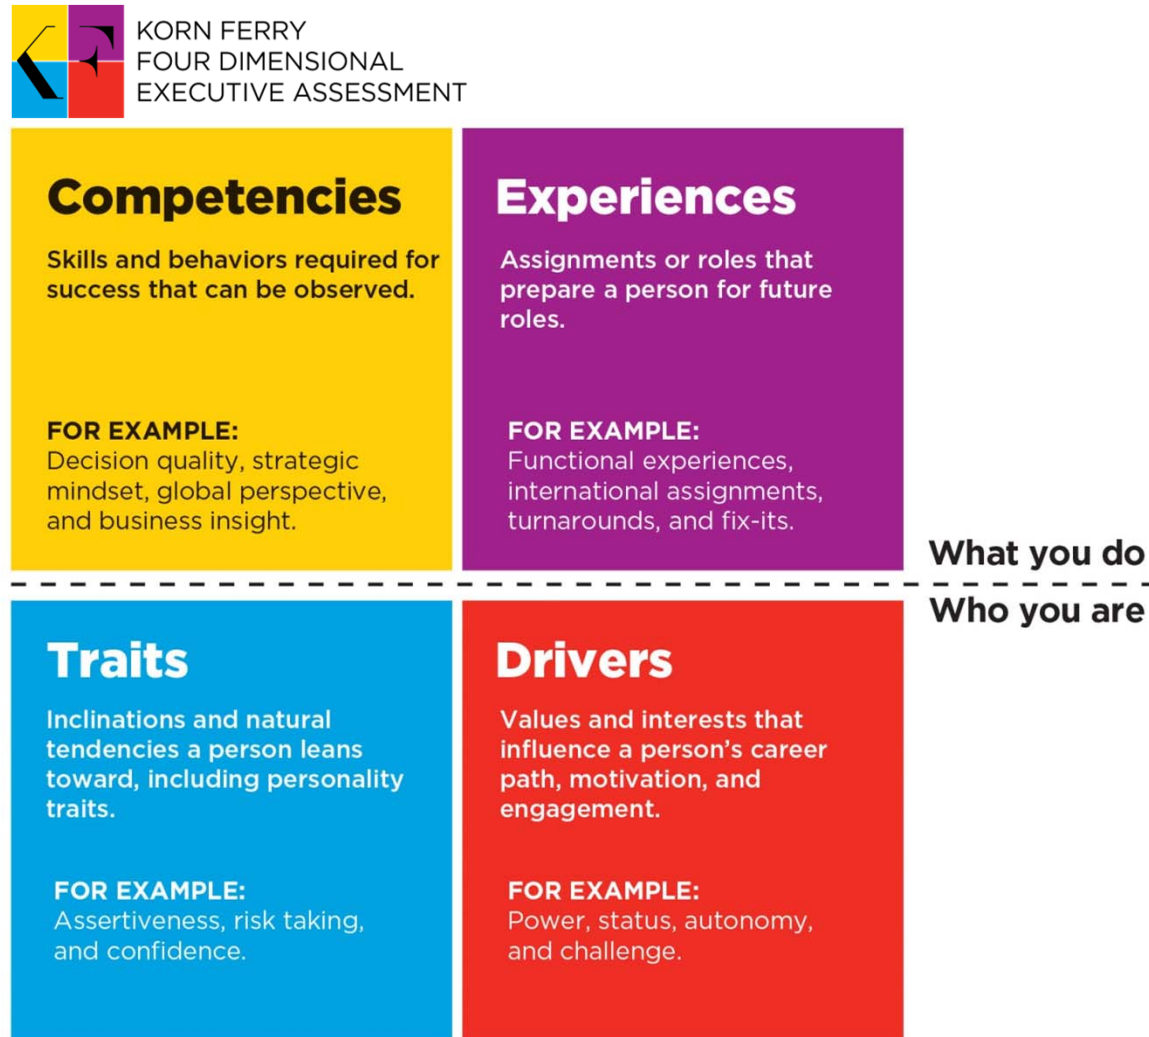 KF
KORN FERRY
FOUR DIMENSIONAL
EXECUTIVE ASSESSMENT
Competencies
Skills and behaviors required for
success that can be observed.
FOR EXAMPLE:
Decision quality, strategic
mindset, global perspective,
and business insight.
Experiences
Assignments or roles that
prepare a person for future
roles.
FOR EXAMPLE:
Functional experiences,
international assignments,
turnarounds, and fix-its.
What you do
Who you are
Traits
Inclinations and natural
tendencies a person leans
toward, including personality
traits.
FOR EXAMPLE:
Assertiveness, risk taking,
and confidence.
Drivers
Values and interests that
influence a person’s career
path, motivation, and
engagement.
FOR EXAMPLE:
Power, status, autonomy,
and challenge.